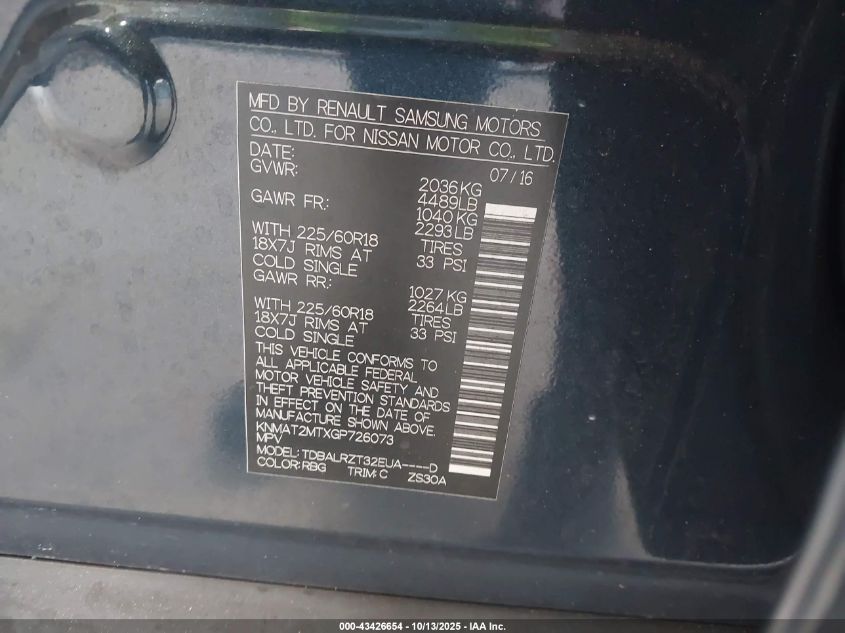 MFD BY RENAULT SAMSUNG MOTORS
CO., LTD. FOR NISSAN MOTOR CO., LTD.
DATE: 07/16
GVWR: 2036KG
4489LB
GAWR FR: 1040KG
2293LB
WITH 225/60R18 TIRES
18X7J RIMS AT 33 PSI
COLD SINGLE
GAWR RR: 1027KG
2264LB
WITH 225/60R18 TIRES
18X7J RIMS AT 33 PSI
COLD SINGLE
THIS VEHICLE CONFORMS TO
ALL APPLICABLE FEDERAL
MOTOR VEHICLE SAFETY AND
THEFT PREVENTION STANDARDS
IN EFFECT ON THE DATE OF
MANUFACTURE SHOWN ABOVE.
KNMAT2MTXGP726073
MPV
MODEL: TDBALRZT32EUA----D
COLOR: RBG TRIM: C ZS30A
000-43426654 - 10/13/2025 - IAA Inc.